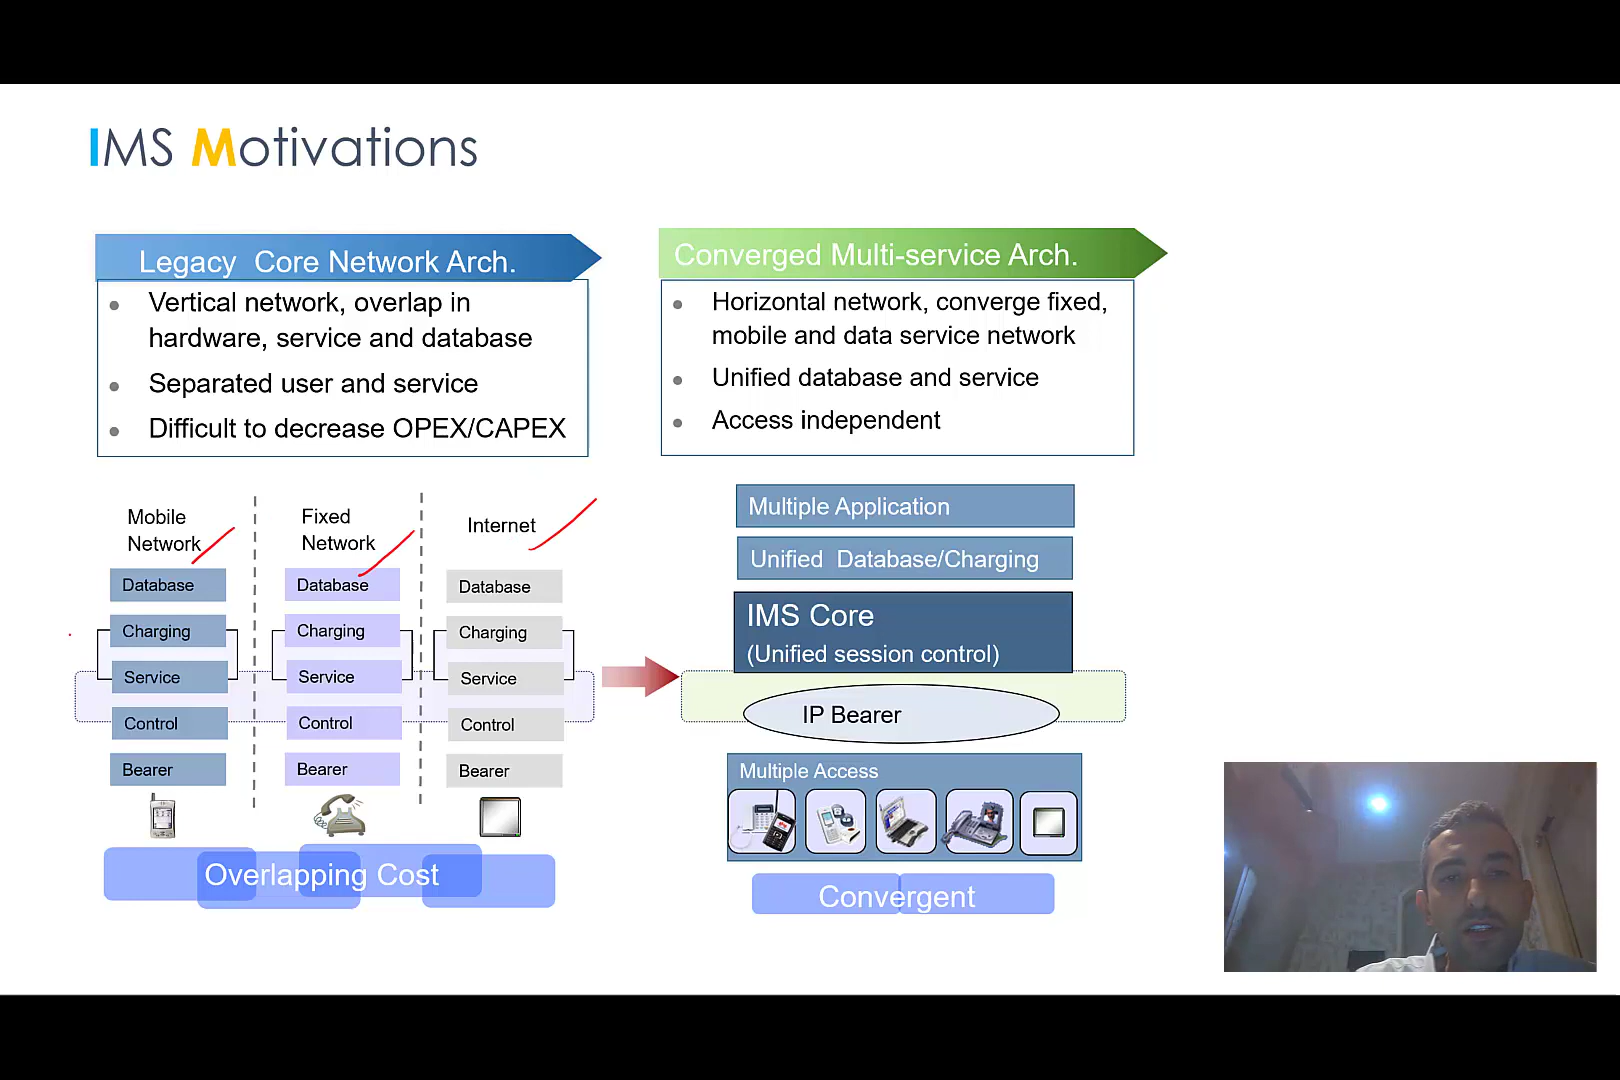 IMS Motivations
Legacy Core Network Arch.
Vertical network, overlap in
hardware, service and database
Separated user and service
Difficult to decrease OPEX/CAPEX
Converged Multi-service Arch.
Horizontal network, converge fixed,
mobile and data service network
Unified database and service
Access independent
Mobile
Network
Database
Charging
Service
Control
Bearer
Fixed
Network
Database
Charging
Service
Control
Bearer
Internet
Database
Charging
Service
Control
Bearer
Overlapping Cost
Multiple Application
Unified Database/Charging
IMS Core
(Unified session control)
IP Bearer
Multiple Access
Convergent